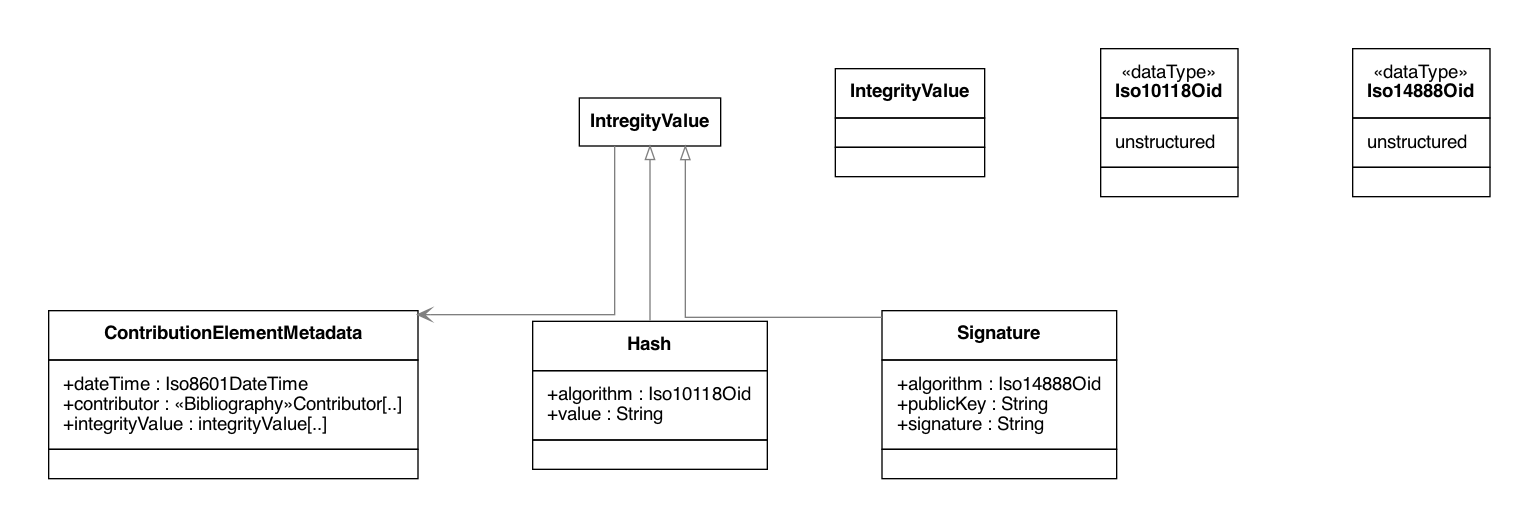 IntregityValue
IntegrityValue
«dataType»
Iso10118Oid
unstructured
«dataType»
Iso14888Oid
unstructured
ContributionElementMetadata
+dateTime : Iso8601DateTime
+contributor : «Bibliography»Contributor[..]
+integrityValue : integrityValue[..]
Hash
+algorithm : Iso10118Oid
+value : String
Signature
+algorithm : Iso14888Oid
+publicKey : String
+signature : String